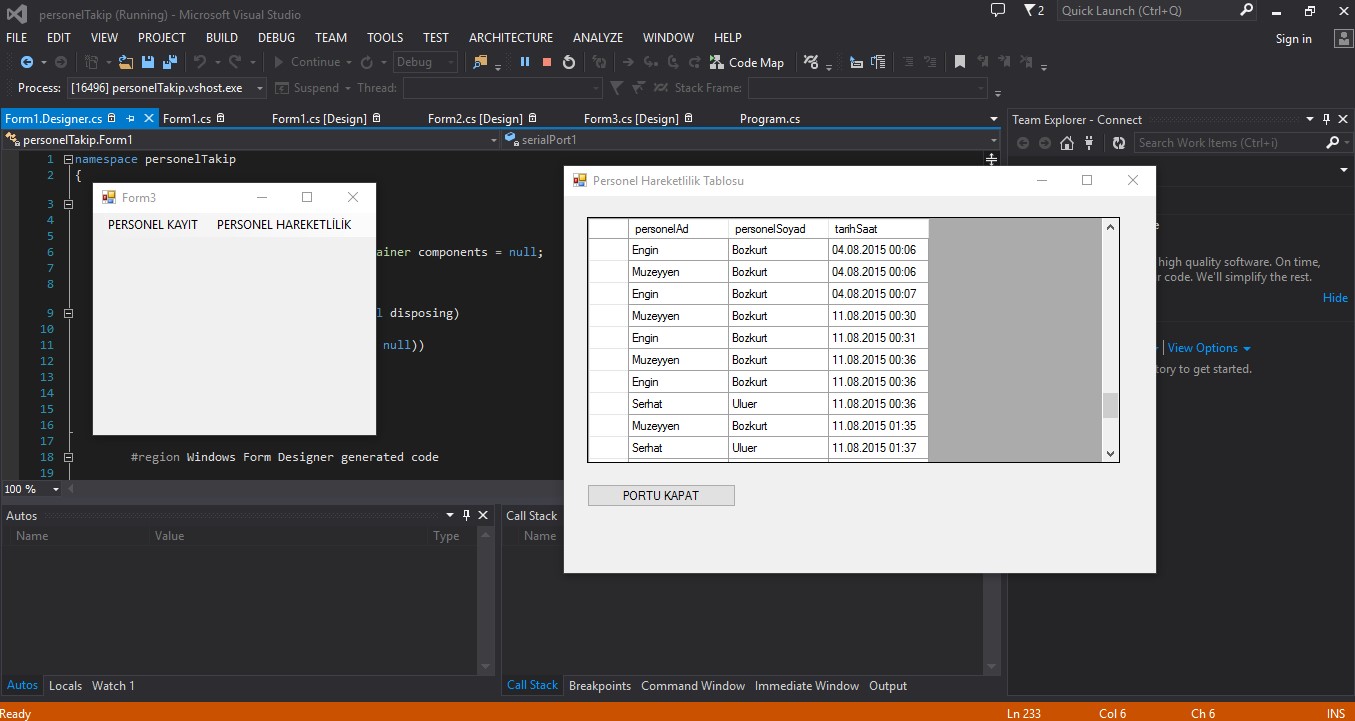 personelTakip (Running) - Microsoft Visual Studio
2
Quick Launch (Ctrl+Q)
FILE EDIT VIEW PROJECT BUILD DEBUG TEAM TOOLS TEST ARCHITECTURE ANALYZE WINDOW HELP
Sign in
Continue Debug Code Map
Process: [16496] personelTakip.vshost.exe Suspend Thread: Stack Frame:
Form1.Designer.cs Form1.cs Form1.cs [Design] Form2.cs [Design] Form3.cs [Design] Program.cs
personelTakip.Form1 serialPort1
1 namespace personelTakip
2 {
3
4
5
6 ainer components = null;
7
8
9 l disposing)
10
11 null))
12
13
14
15
16
17
18 #region Windows Form Designer generated code
19
100 %
Form3
PERSONEL KAYIT PERSONEL HAREKETLİLİK
Personel Hareketlilik Tablosu
personelAd personelSoyad tarihSaat
Engin Bozkurt 04.08.2015 00:06
Muzeyyen Bozkurt 04.08.2015 00:06
Engin Bozkurt 04.08.2015 00:07
Muzeyyen Bozkurt 11.08.2015 00:30
Engin Bozkurt 11.08.2015 00:31
Muzeyyen Bozkurt 11.08.2015 00:36
Engin Bozkurt 11.08.2015 00:36
Serhat Uluer 11.08.2015 00:36
Muzeyyen Bozkurt 11.08.2015 01:35
Serhat Uluer 11.08.2015 01:37
PORTU KAPAT
Team Explorer - Connect
Search Work Items (Ctrl+i)
e
high quality software. On time,
r code. We'll simplify the rest.
Hide
View Options
tory to get started.
Autos
Name Value Type
Call Stack
Name
Autos Locals Watch 1
Call Stack Breakpoints Command Window Immediate Window Output
Ready Ln 233 Col 6 Ch 6 INS